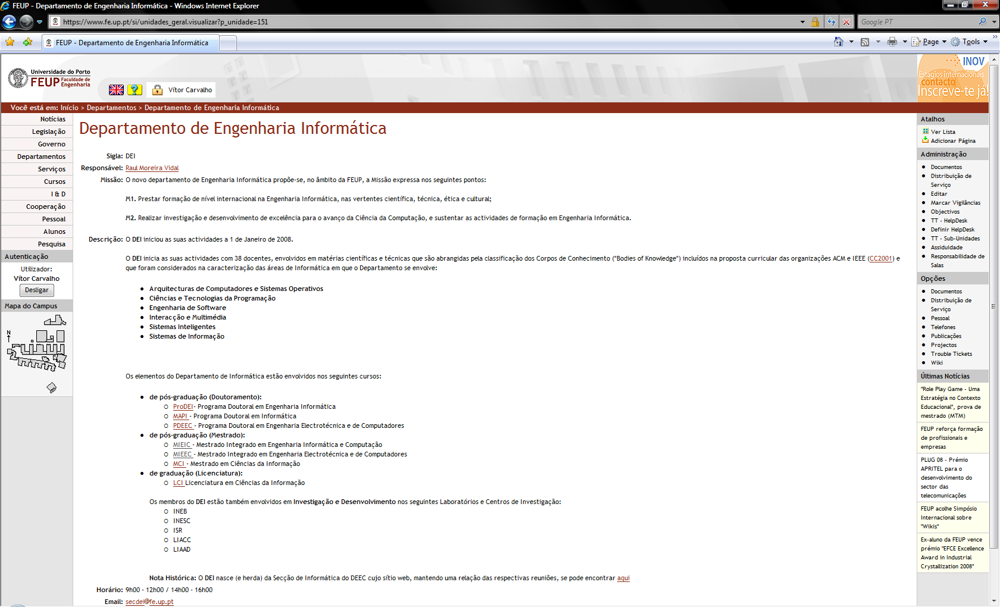 FEUP - Departamento de Engenharia Informática - Windows Internet Explorer
https://www.fe.up.pt/si/unidades_geral.visualizar?p_unidade=151
Google PT
FEUP - Departamento de Engenharia Informática
Page
Tools
Universidade do Porto
FEUP Faculdade de Engenharia
Vítor Carvalho
INOV
Estágios internacionais
contacto
Inscreve-te já!
Você está em: Início > Departamentos > Departamento de Engenharia Informática
Notícias
Legislação
Governo
Departamentos
Serviços
Cursos
I & D
Cooperação
Pessoal
Alunos
Pesquisa
Autenticação
Utilizador:
Vítor Carvalho
Desligar
Mapa do Campus
N
Departamento de Engenharia Informática
Sigla: DEI
Responsável: Raul Moreira Vidal
Missão: O novo departamento de Engenharia Informática propõe-se, no âmbito da FEUP, a Missão expressa nos seguintes pontos:
M1. Prestar formação de nível internacional na Engenharia Informática, nas vertentes científica, técnica, ética e cultural;
M2. Realizar investigação e desenvolvimento de excelência para o avanço da Ciência da Computação, e sustentar as actividades de formação em Engenharia Informática.
Descrição: O DEI iniciou as suas actividades a 1 de Janeiro de 2008.
O DEI inicia as suas actividades com 38 docentes, envolvidos em matérias científicas e técnicas que são abrangidas pela classificação dos Corpos de Conhecimento ("Bodies of Knowledge") incluídos na proposta curricular das organizações ACM e IEEE (CC2001) e
que foram considerados na caracterização das áreas de Informática em que o Departamento se envolve:
Arquitecturas de Computadores e Sistemas Operativos
Ciências e Tecnologias da Programação
Engenharia de Software
Interacção e Multimédia
Sistemas Inteligentes
Sistemas de Informação
Os elementos do Departamento de Informática estão envolvidos nos seguintes cursos:
de pós-graduação (Doutoramento):
ProDEI- Programa Doutoral em Engenharia Informática
MAPI - Programa Doutoral em Informática
PDEEC - Programa Doutoral em Engenharia Electrotécnica e de Computadores
de pós-graduação (Mestrado):
MIEIC - Mestrado Integrado em Engenharia Informática e Computação
MIEEC - Mestrado Integrado em Engenharia Electrotécnica e de Computadores
MCI - Mestrado em Ciências da Informação
de graduação (Licenciatura):
LCI Licenciatura em Ciências da Informação
Os membros do DEI estão também envolvidos em Investigação e Desenvolvimento nos seguintes Laboratórios e Centros de Investigação:
INEB
INESC
ISR
LIACC
LIAAD
Nota Histórica: O DEI nasce (e herda) da Secção de Informática do DEEC cujo sítio web, mantendo uma relação das respectivas reuniões, se pode encontrar aqui
Horário: 9h00 - 12h00 / 14h00 - 16h00
Email: secdei@fe.up.pt
Atalhos
Ver Lista
Adicionar Página
Administração
Documentos
Distribuição de
Serviço
Editar
Marcar Vigilâncias
Objectivos
TT - HelpDesk
Definir HelpDesk
TT - Sub-Unidades
Assiduidade
Responsabilidade de
Salas
Opções
Documentos
Distribuição de
Serviço
Pessoal
Telefones
Publicações
Projectos
Trouble Tickets
Wiki
Últimas Notícias
"Role Play Game - Uma
Estratégia no Contexto
Educacional", prova de
mestrado (MTM)
FEUP reforça formação
de profissionais e
empresas
PLUG 08 - Prémio
APRITEL para o
desenvolvimento do
sector das
telecomunicações
FEUP acolhe Simpósio
Internacional sobre
"Wikis"
Ex-aluno da FEUP vence
prémio "EFCE Excellence
Award in Industrial
Crystallization 2008"